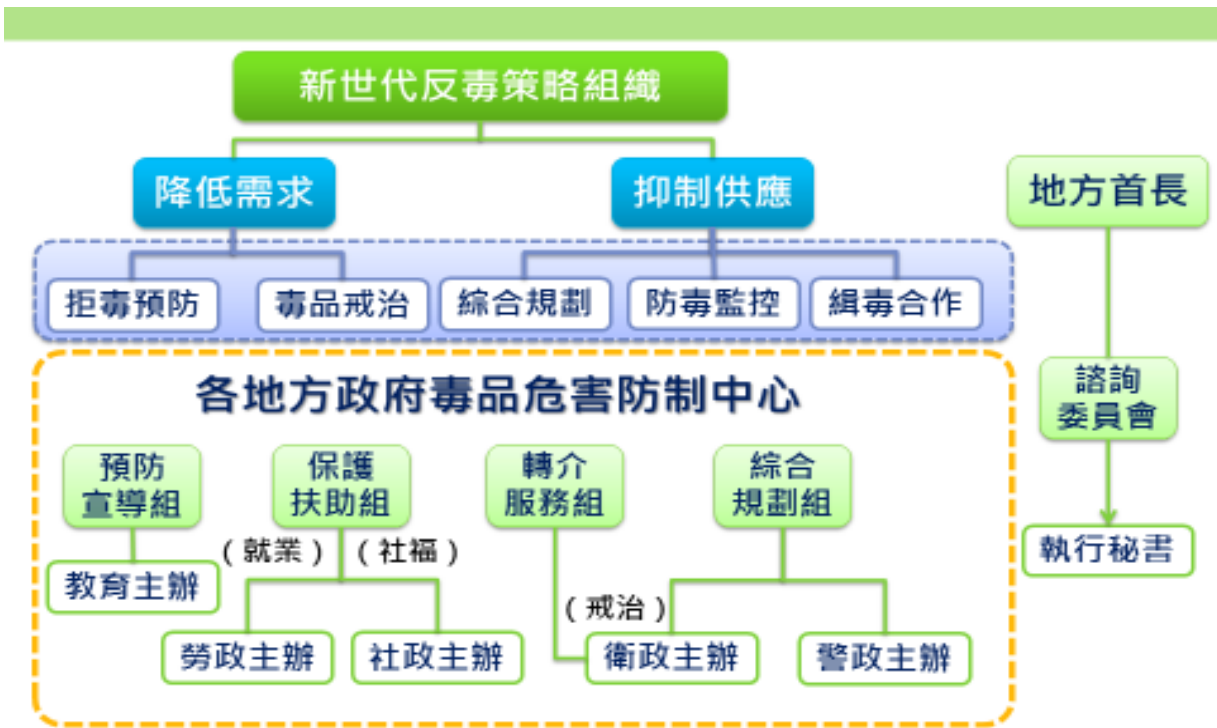 新世代反毒策略組織
降低需求
抑制供應
地方首長
拒毒預防
毒品戒治
綜合規劃
防毒監控
緝毒合作
各地方政府毒品危害防制中心
諮詢
委員會
預防
宣導組
保護
扶助組
轉介
服務組
綜合
規劃組
(就業)
(社福)
執行秘書
教育主辦
(戒治)
勞政主辦
社政主辦
衛政主辦
警政主辦